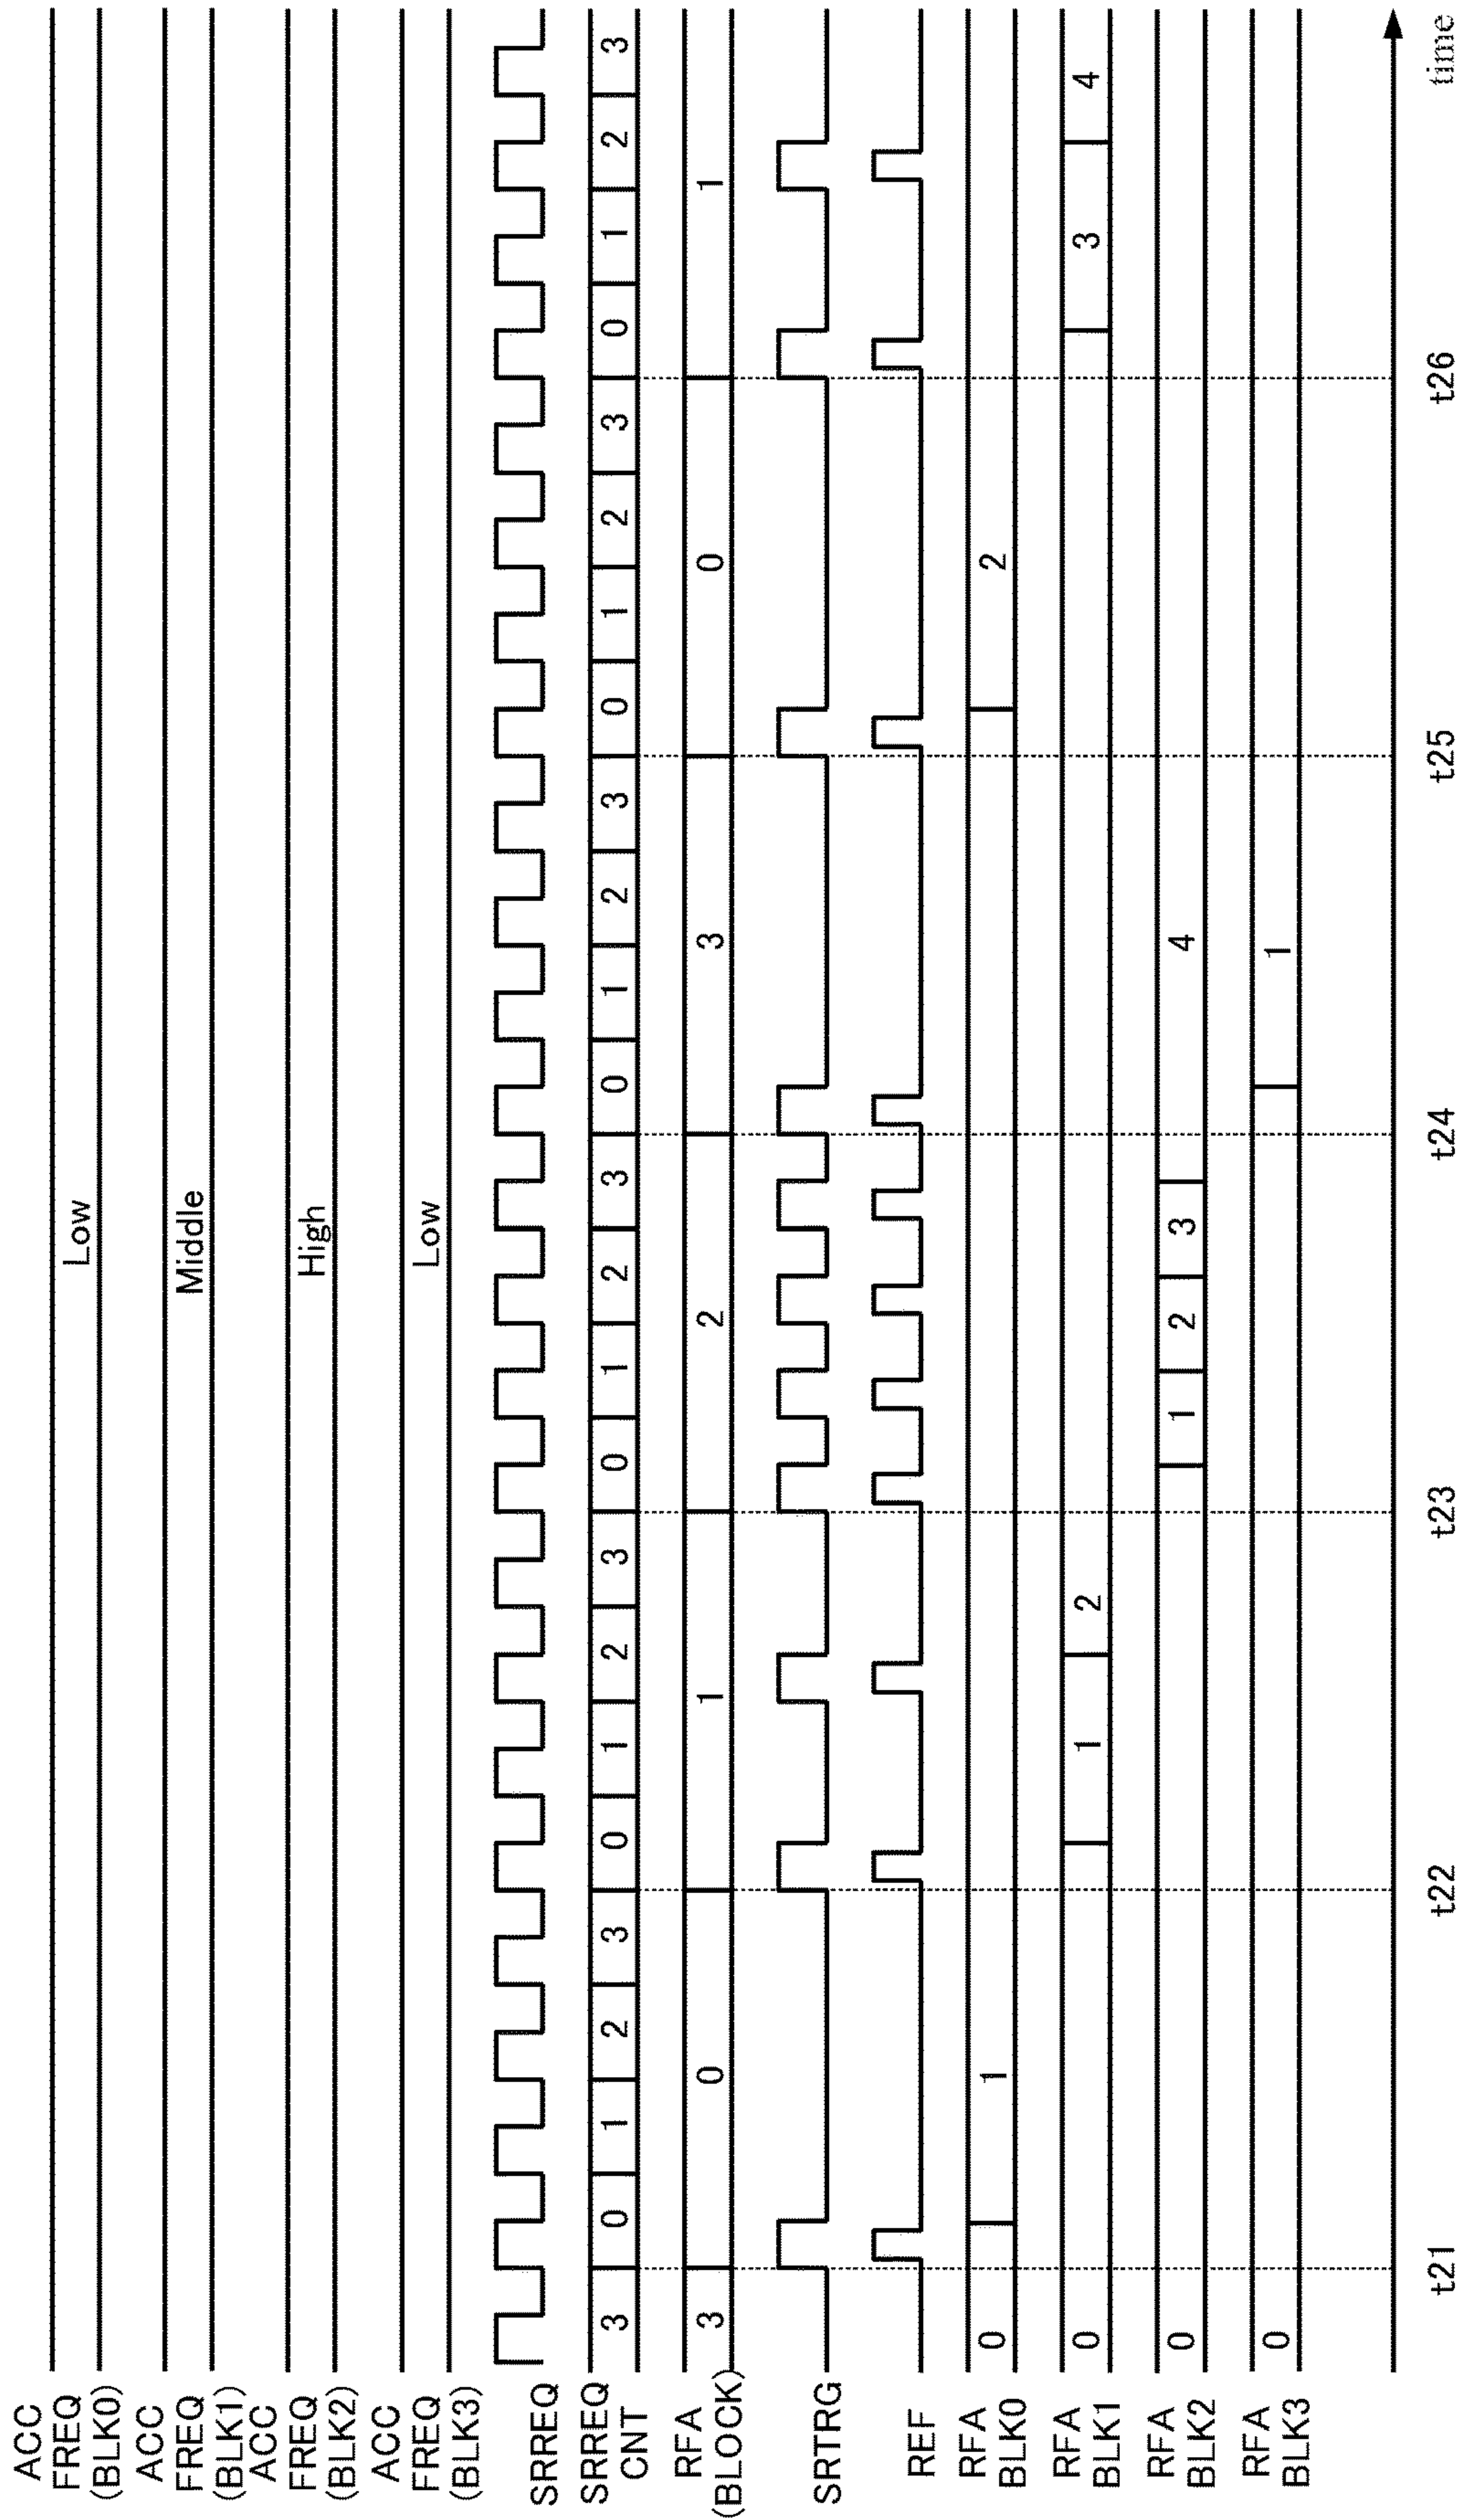 ACC
FREQ
(BLK0)
Low
ACC
FREQ
(BLK1)
Middle
ACC
FREQ
(BLK2)
High
ACC
FREQ
(BLK3)
Low
SRREQ
SRREQ
CNT
3 0 1 2 3 0 1 2 3 0 1 2 3 0 1 2 3 0 1 2 3 0 1 2 3
RFA
(BLOCK)
3 0 1 2 3 0 1
SRTRG
REF
RFA
BLK0
0 1 2
RFA
BLK1
0 1 2 3 4
RFA
BLK2
0 1 2 3 4
RFA
BLK3
0 1
t21 t22 t23 t24 t25 t26 time